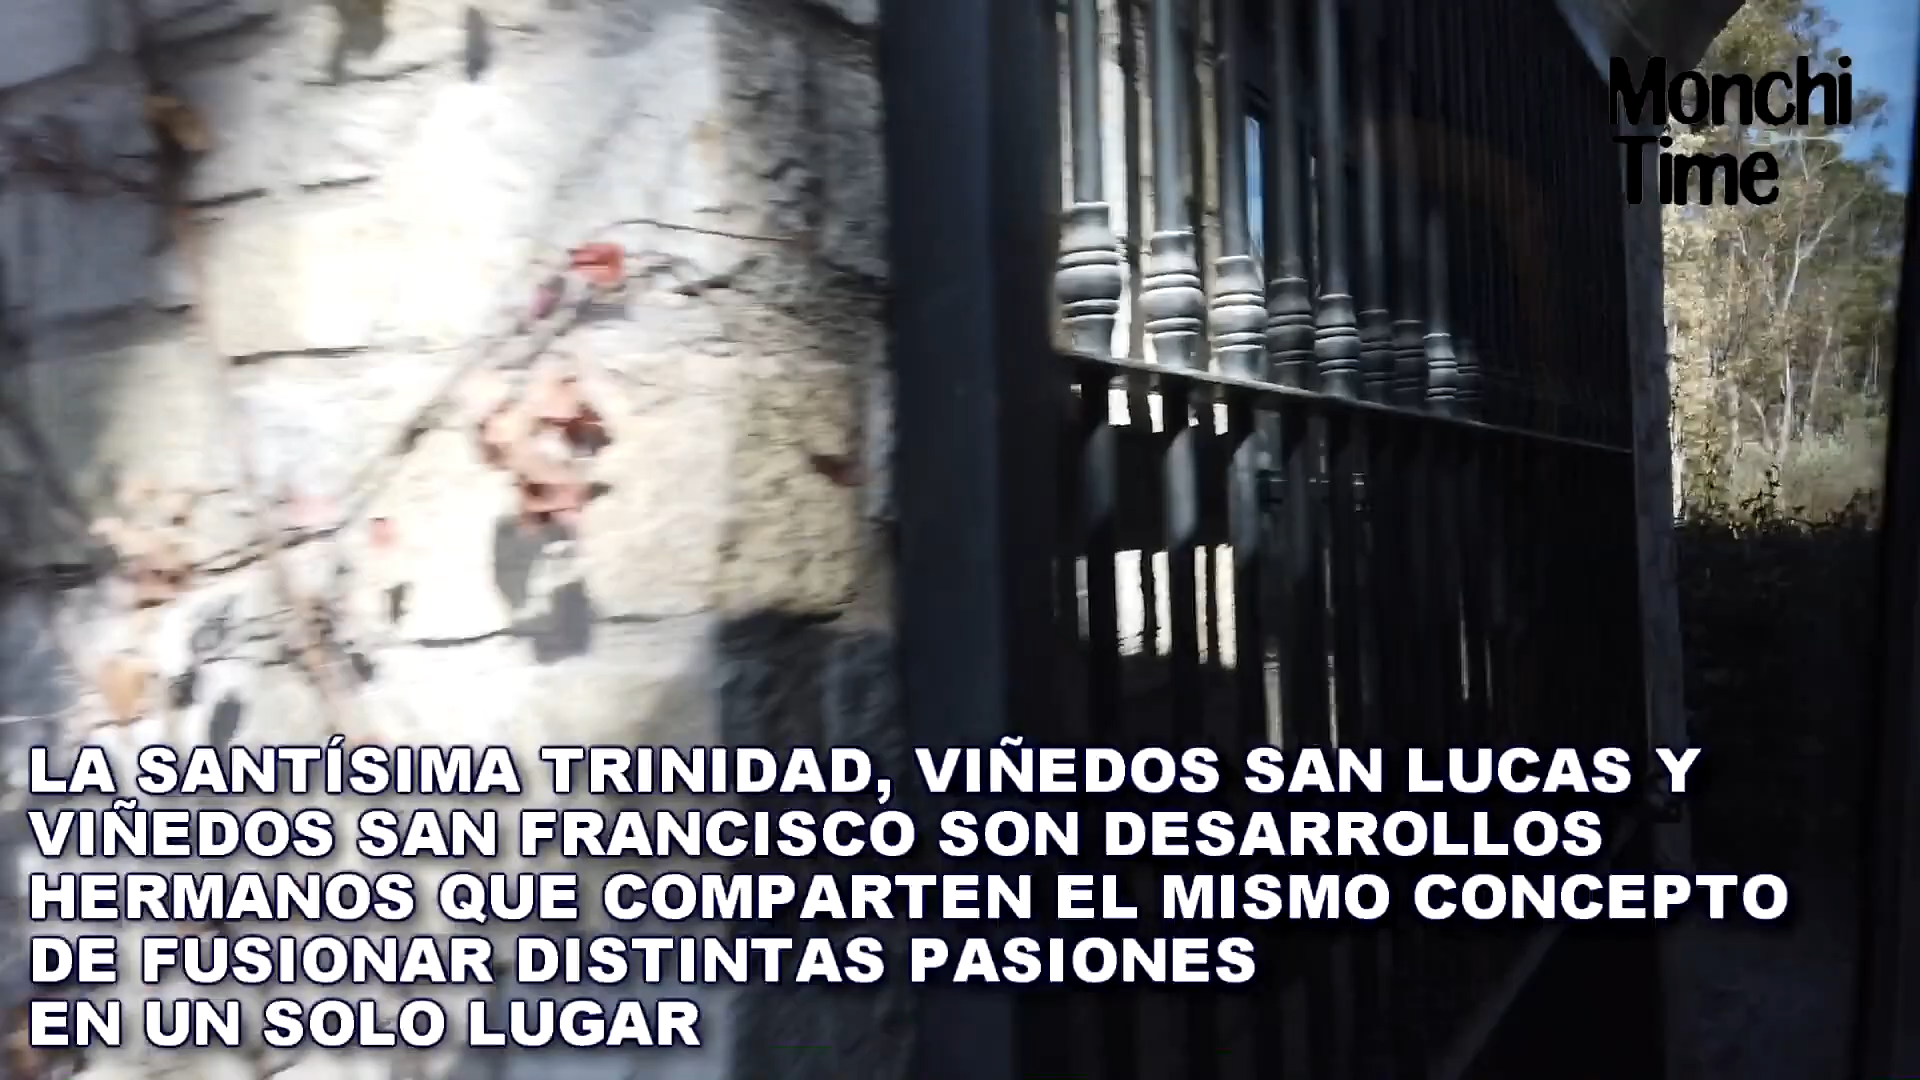 Monchi
Time
LA SANTÍSIMA TRINIDAD, VIÑEDOS SAN LUCAS Y
VIÑEDOS SAN FRANCISCO SON DESARROLLOS
HERMANOS QUE COMPARTEN EL MISMO CONCEPTO
DE FUSIONAR DISTINTAS PASIONES
EN UN SOLO LUGAR